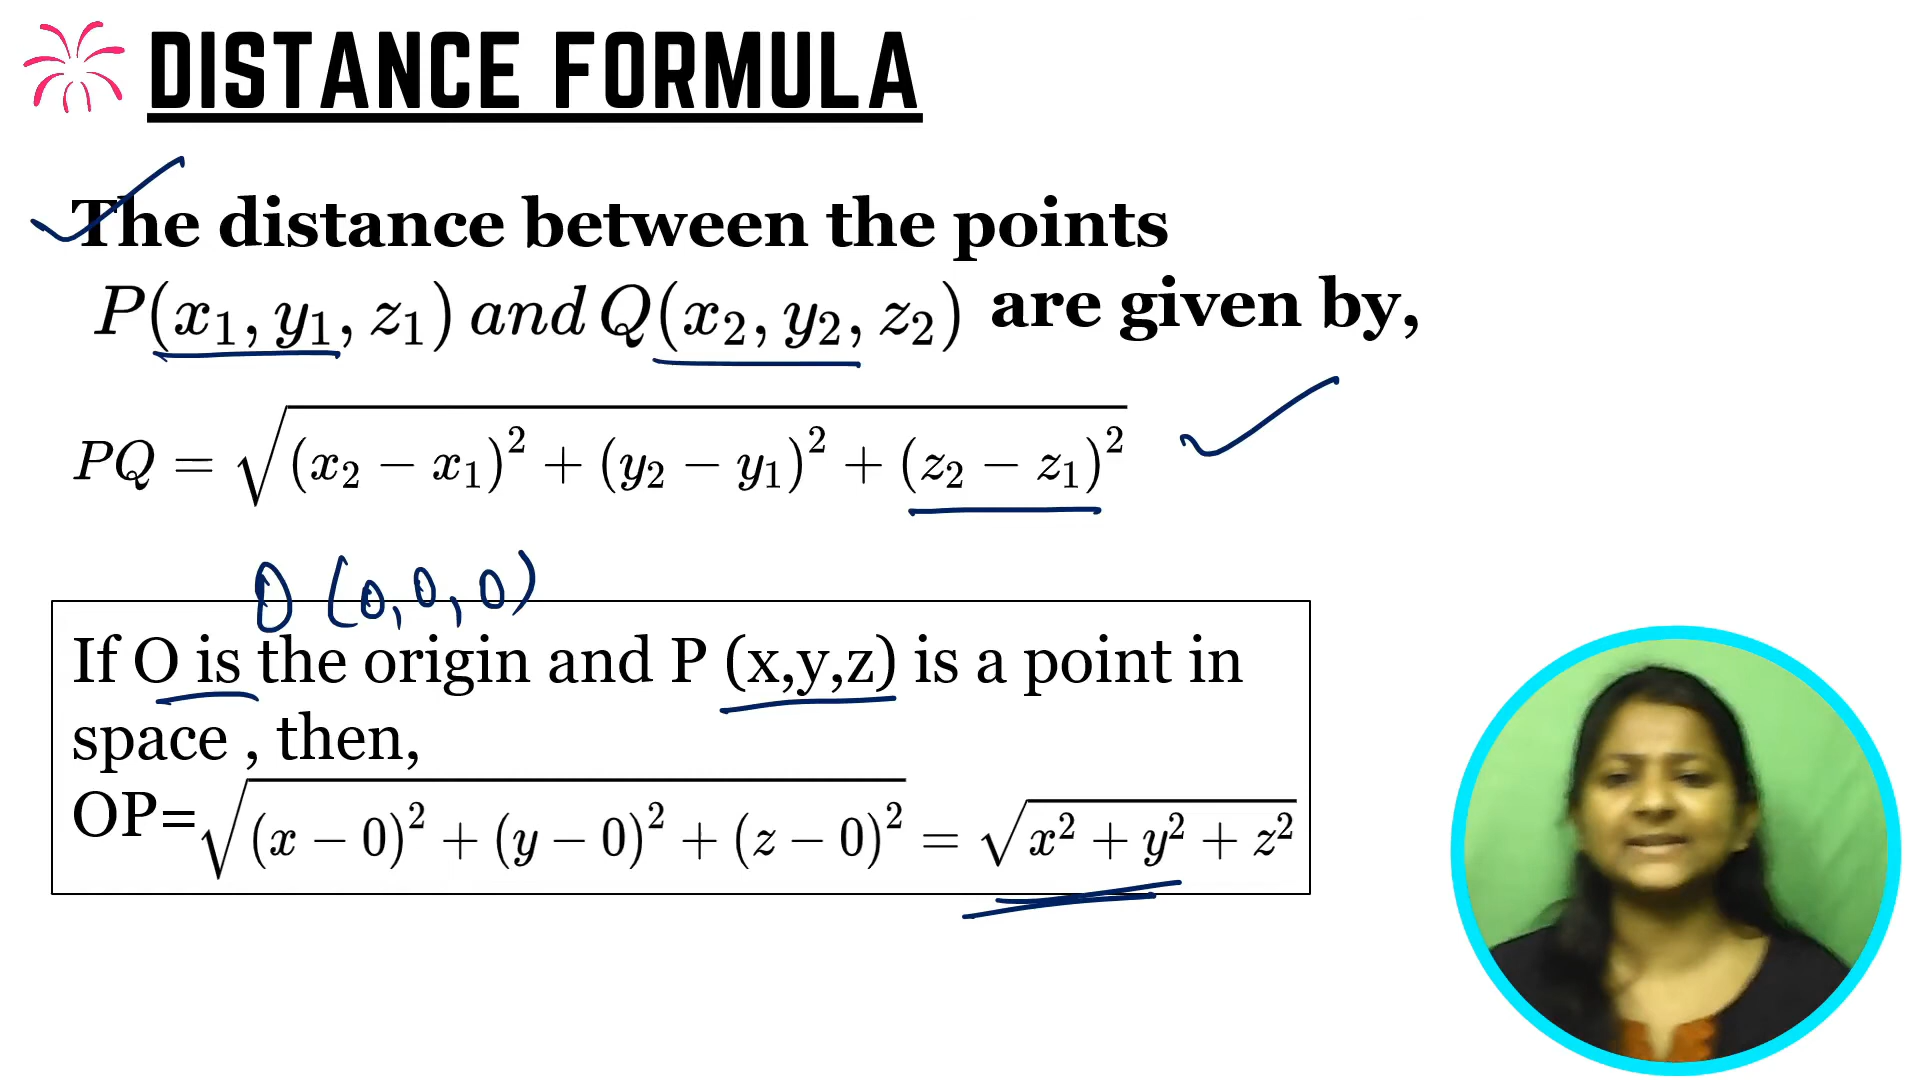 DISTANCE FORMULA
The distance between the points
P(x₁, y₁, z₁) and Q(x₂, y₂, z₂) are given by,
PQ = √((x₂ − x₁)² + (y₂ − y₁)² + (z₂ − z₁)²)
O (0,0,0)
If O is the origin and P (x,y,z) is a point in
space , then,
OP=√((x − 0)² + (y − 0)² + (z − 0)²) = √(x² + y² + z²)